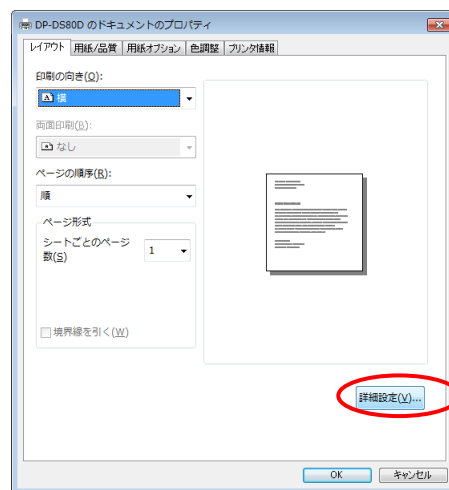 DP-DS80D のドキュメントのプロパティ
レイアウト 用紙/品質 用紙オプション 色調整 プリンタ情報
印刷の向き(O):
横
両面印刷(B):
なし
ページの順序(R):
順
ページ形式
シートごとのページ数(S) 1
境界線を引く(W)
詳細設定(V)...
OK キャンセル